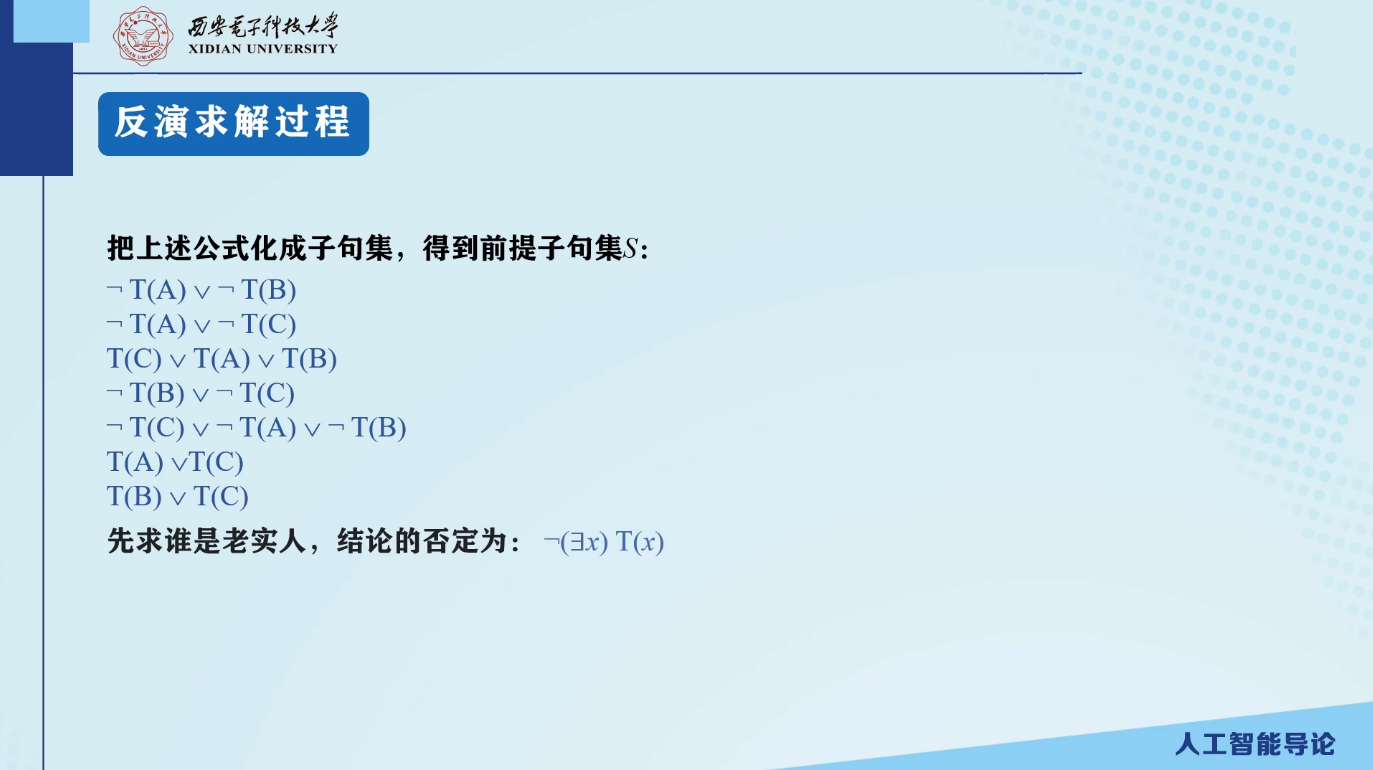 西安电子科技大学
XIDIAN UNIVERSITY
反演求解过程
把上述公式化成子句集，得到前提子句集S：
¬ T(A) ∨ ¬ T(B)
¬ T(A) ∨ ¬ T(C)
T(C) ∨ T(A) ∨ T(B)
¬ T(B) ∨ ¬ T(C)
¬ T(C) ∨ ¬ T(A) ∨ ¬ T(B)
T(A) ∨T(C)
T(B) ∨ T(C)
先求谁是老实人，结论的否定为： ¬(∃x) T(x)
人工智能导论